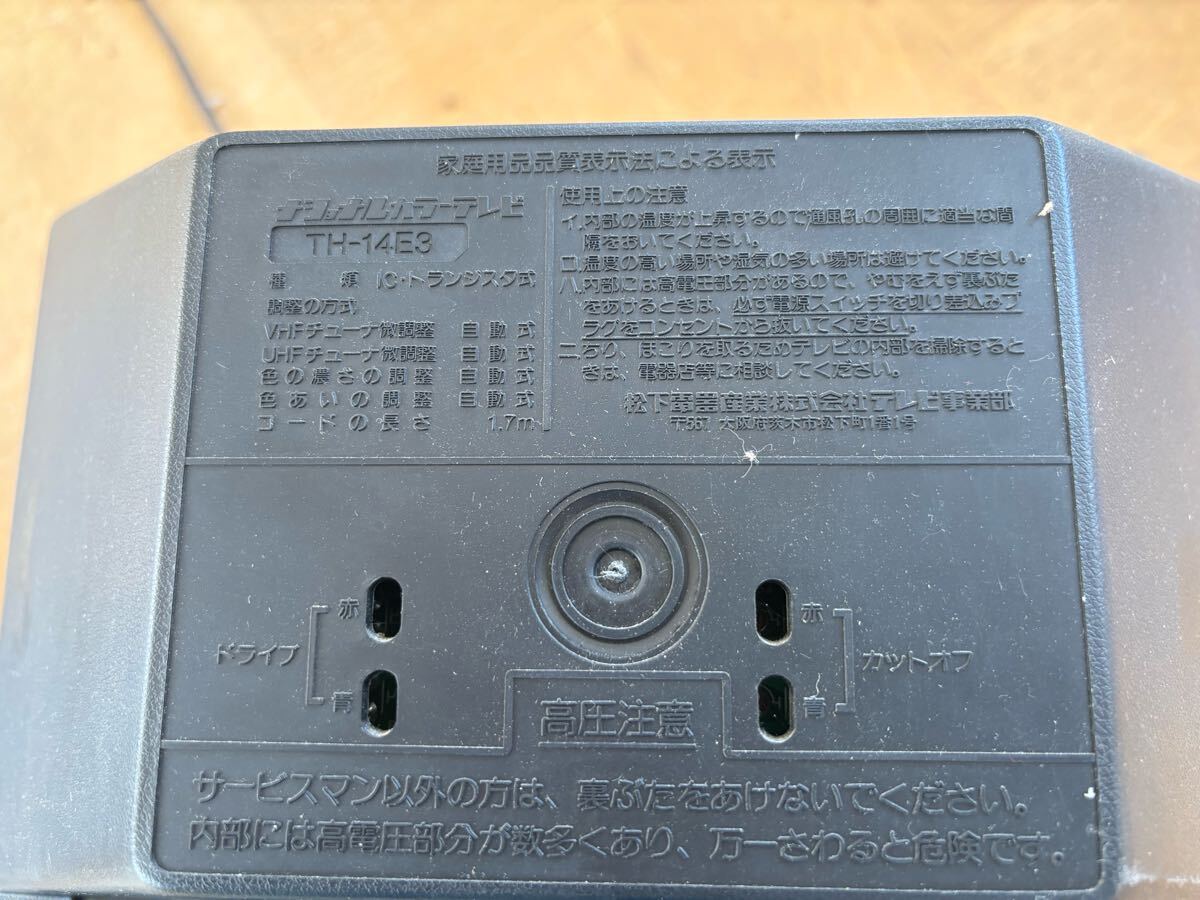 家庭用品品質表示法による表示
ナショナルカラーテレビ
TH-14E3
種類 IC・トランジスタ式
調整の方式
VHFチューナ微調整 自動式
UHFチューナ微調整 自動式
色の濃さの調整 自動式
色あいの調整 自動式
コードの長さ 1.7m
使用上の注意
イ.内部の温度が上昇するので通風孔の周囲に適当な間
隔をおいてください。
ロ.温度の高い場所や湿気の多い場所は避けてください。
ハ.内部には高電圧部分があるので、やむをえず裏ぶた
をあけるときは、必ず電源スイッチを切り差込みプ
ラグをコンセントから抜いてください。
ニ.ちり、ほこりを取るためテレビの内部を掃除すると
きは、電器店等に相談してください。
松下電器産業株式会社テレビ事業部
〒567 大阪府茨木市松下町1番1号
ドライブ
赤
青
赤
青
カットオフ
高圧注意
サービスマン以外の方は、裏ぶたをあけないでください。
内部には高電圧部分が数多くあり、万一さわると危険です。